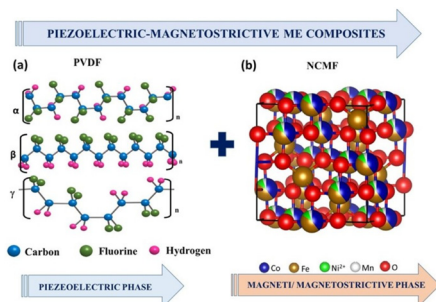 PIEZOELECTRIC-MAGNETOSTRICTIVE ME COMPOSITES
(a) PVDF
(b) NCMF
α
n
β
n
γ
n
Carbon Fluorine Hydrogen
Co Fe Ni²⁺ Mn O
PIEZOELECTRIC PHASE
MAGNETI/ MAGNETOSTRICTIVE PHASE